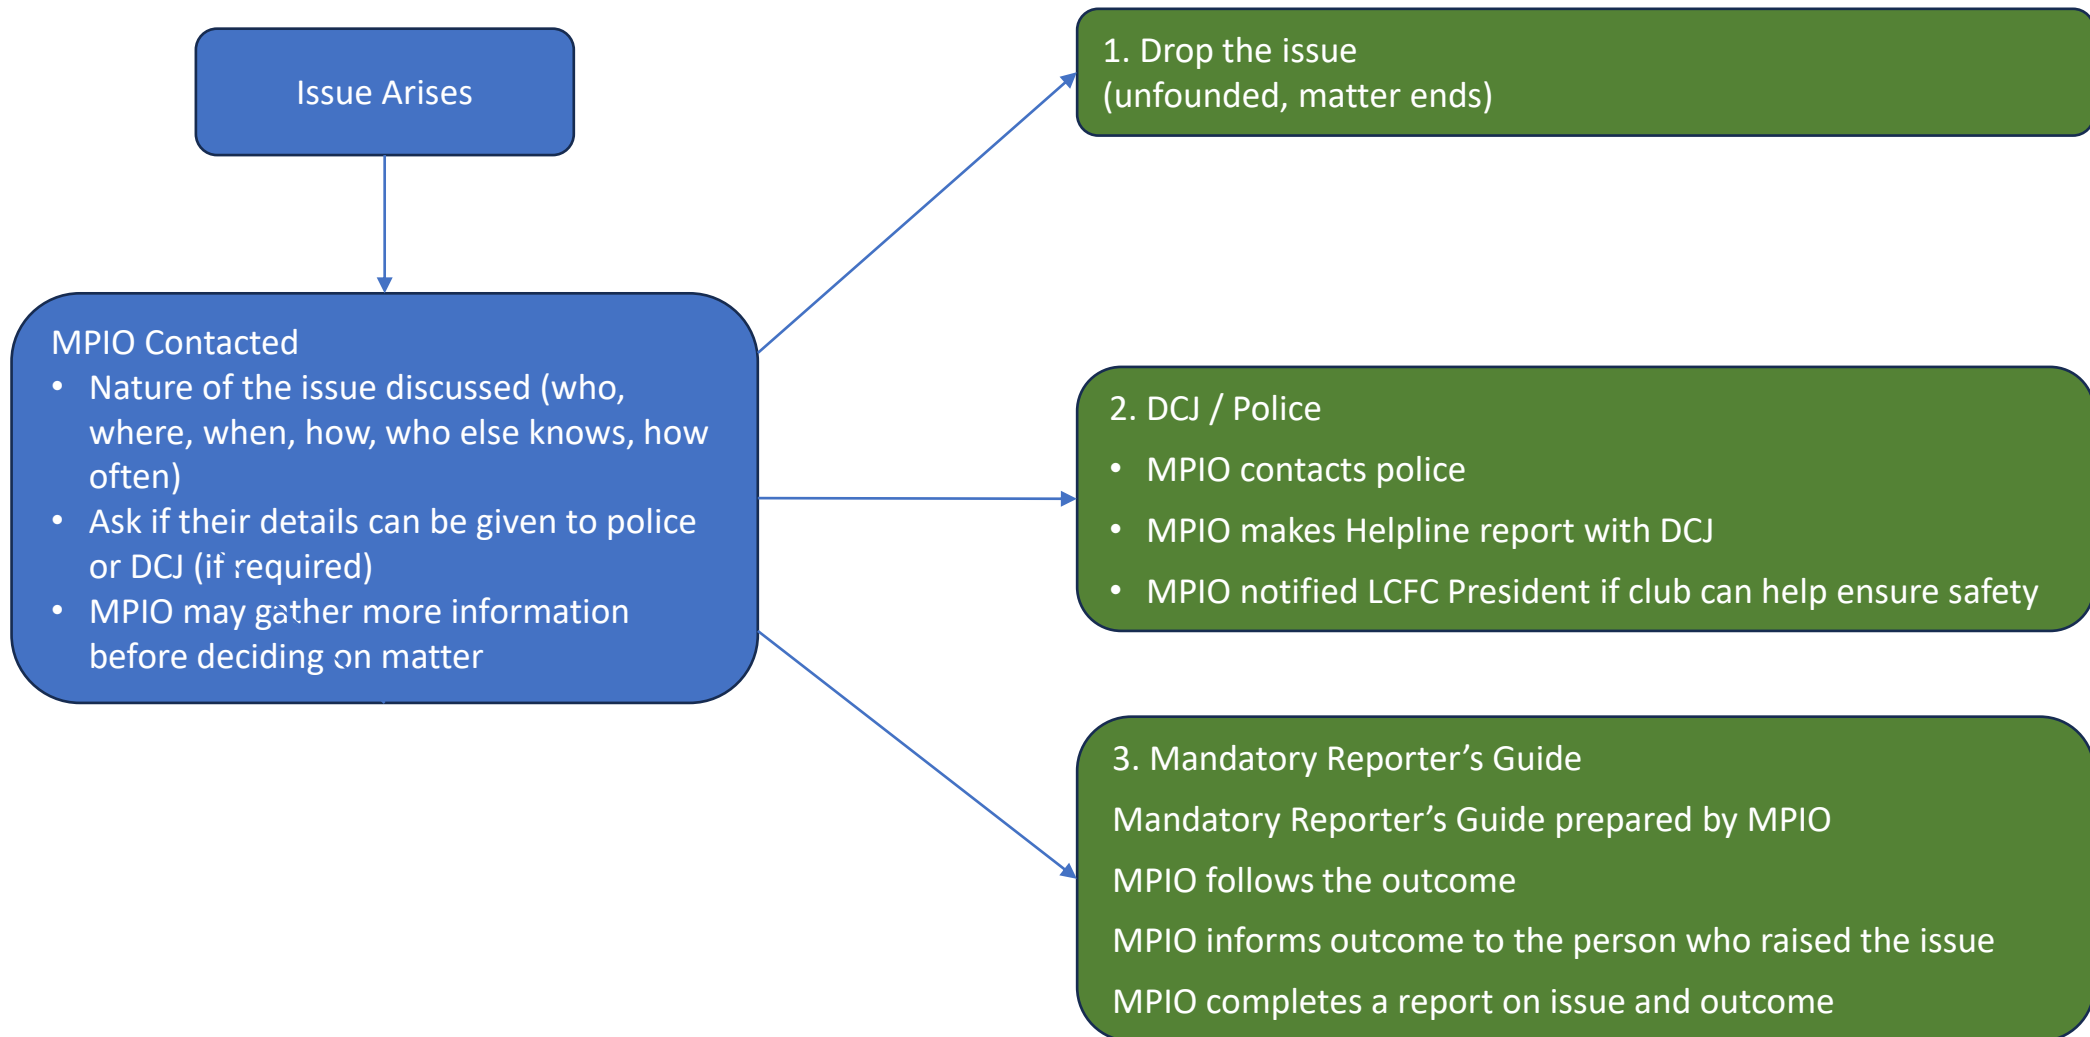 Issue Arises
MPIO Contacted
• Nature of the issue discussed (who,
where, when, how, who else knows, how
often)
• Ask if their details can be given to police
or DCJ (if required)
• MPIO may gather more information
before deciding on matter
1. Drop the issue
(unfounded, matter ends)
2. DCJ / Police
• MPIO contacts police
• MPIO makes Helpline report with DCJ
• MPIO notified LCFC President if club can help ensure safety
3. Mandatory Reporter’s Guide
Mandatory Reporter’s Guide prepared by MPIO
MPIO follows the outcome
MPIO informs outcome to the person who raised the issue
MPIO completes a report on issue and outcome